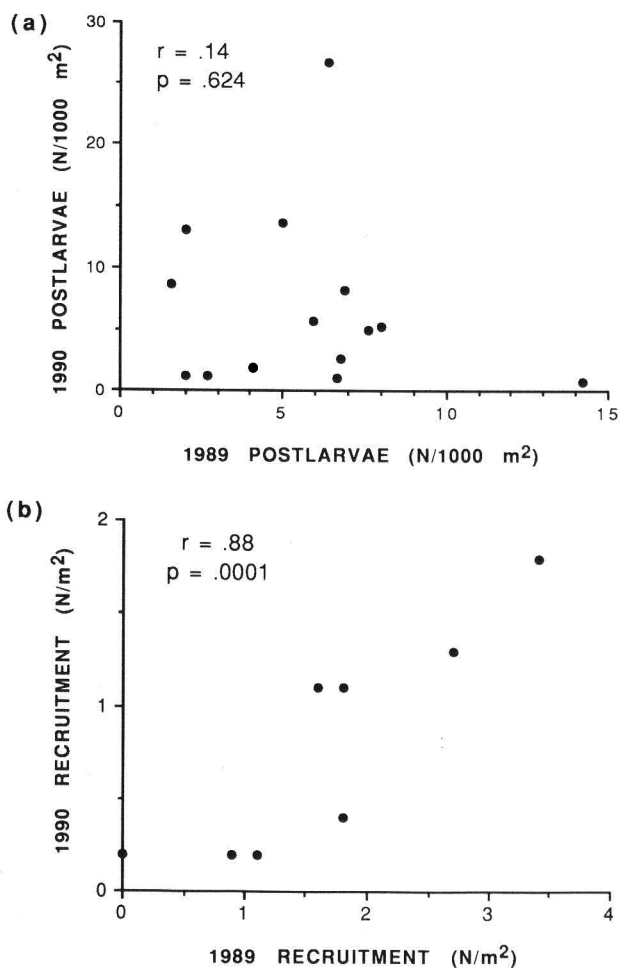 (a)
30
r = .14
p = .624
30
10
0
1990 POSTLARVAE (N/1000 m²)
0
5
10
15
1989 POSTLARVAE (N/1000 m²)
(b)
2
r = .88
p = .0001
1
0
1990 RECRUITMENT (N/m²)
0
1
2
3
4
1989 RECRUITMENT (N/m²)